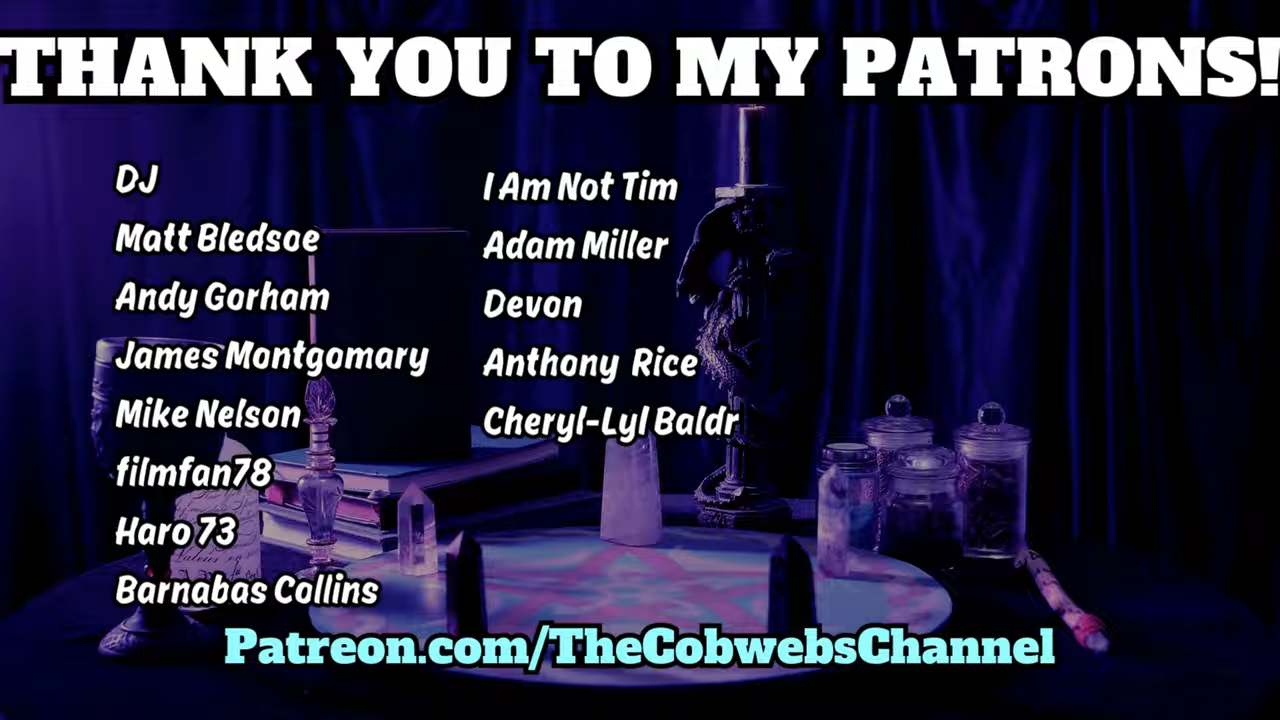 THANK YOU TO MY PATRONS!
DJ
Matt Bledsoe
Andy Gorham
James Montgomary
Mike Nelson
filmfan78
Haro 73
Barnabas Collins
I Am Not Tim
Adam Miller
Devon
Anthony Rice
Cheryl-Lyl Baldr
Patreon.com/TheCobwebsChannel